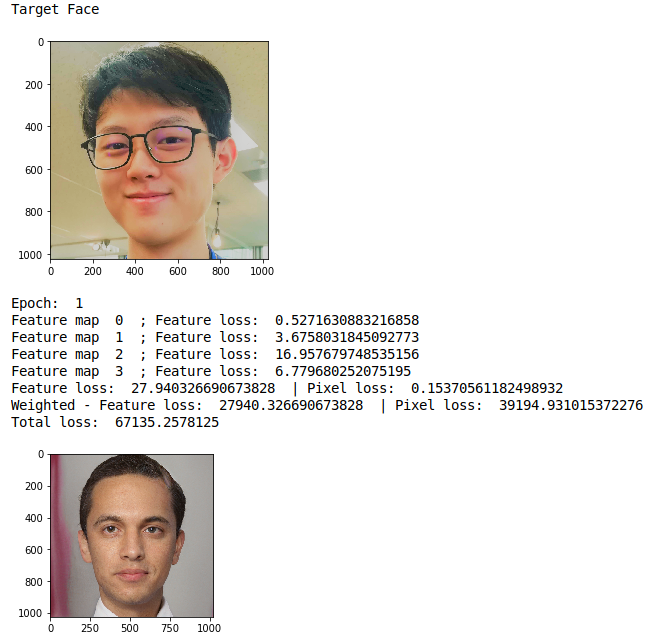 Target Face
0
200
400
600
800
1000
0 200 400 600 800 1000
Epoch:  1
Feature map  0  ; Feature loss:  0.5271630883216858
Feature map  1  ; Feature loss:  3.6758031845092773
Feature map  2  ; Feature loss:  16.957679748535156
Feature map  3  ; Feature loss:  6.779680252075195
Feature loss:  27.940326690673828  | Pixel loss:  0.15370561182498932
Weighted - Feature loss:  27940.326690673828  | Pixel loss:  39194.931015372276
Total loss:  67135.2578125
0
200
400
600
800
1000
0 250 500 750 1000